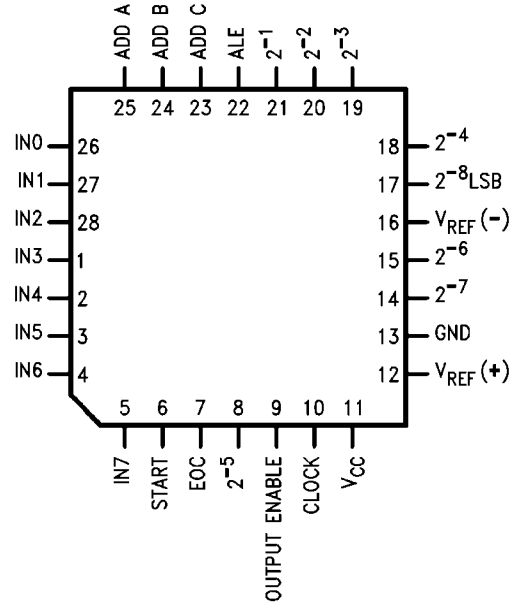 ADD A
ADD B
ADD C
ALE
2⁻¹
2⁻²
2⁻³
25 24 23 22 21 20 19
IN0 26
IN1 27
IN2 28
IN3 1
IN4 2
IN5 3
IN6 4
18 2⁻⁴
17 2⁻⁸LSB
16 V_REF(-)
15 2⁻⁶
14 2⁻⁷
13 GND
12 V_REF(+)
5 6 7 8 9 10 11
IN7
START
EOC
2⁻⁵
OUTPUT ENABLE
CLOCK
V_CC